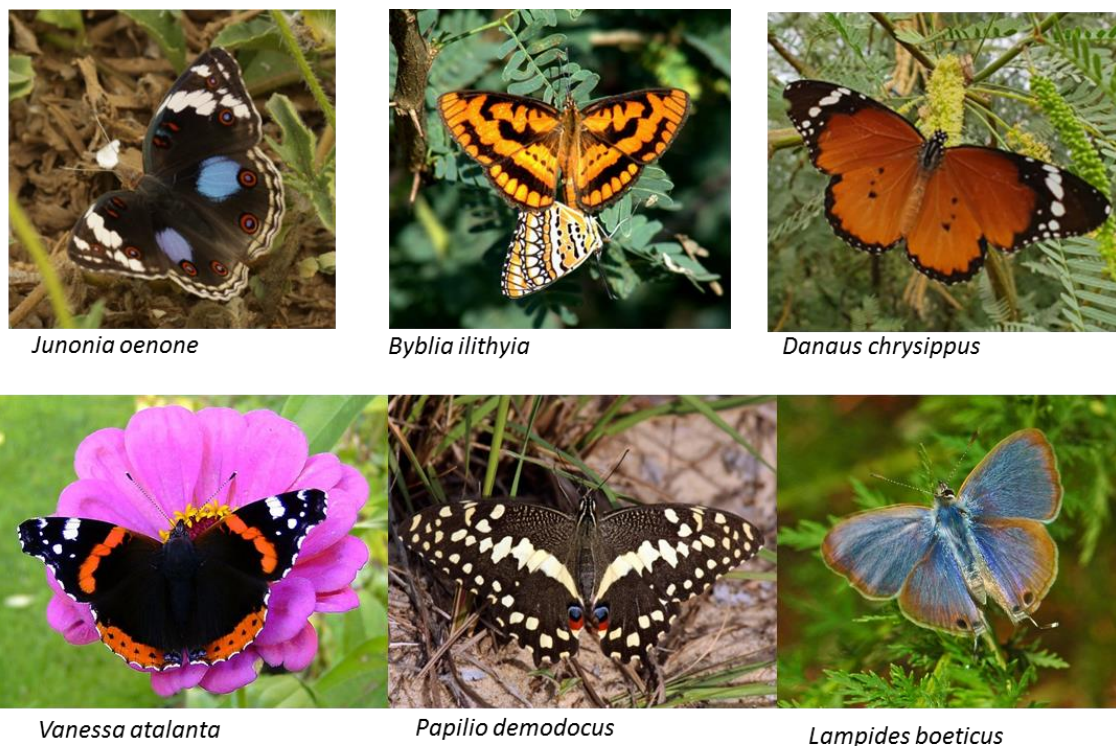 Junonia oenone
Byblia ilithyia
Danaus chrysippus
Vanessa atalanta
Papilio demodocus
Lampides boeticus